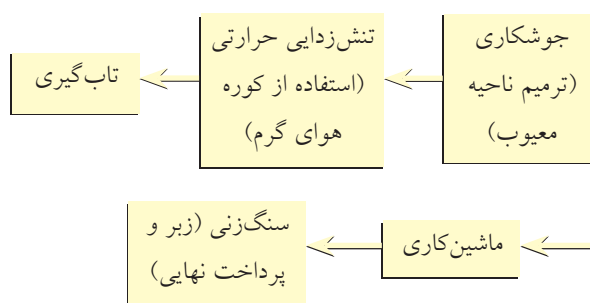 جوشکاری
(ترمیم ناحیه
معیوب)
تنش‌زدایی حرارتی
(استفاده از کوره
هوای گرم)
تاب‌گیری
ماشین‌کاری
سنگ‌زنی (زبر و
پرداخت نهایی)